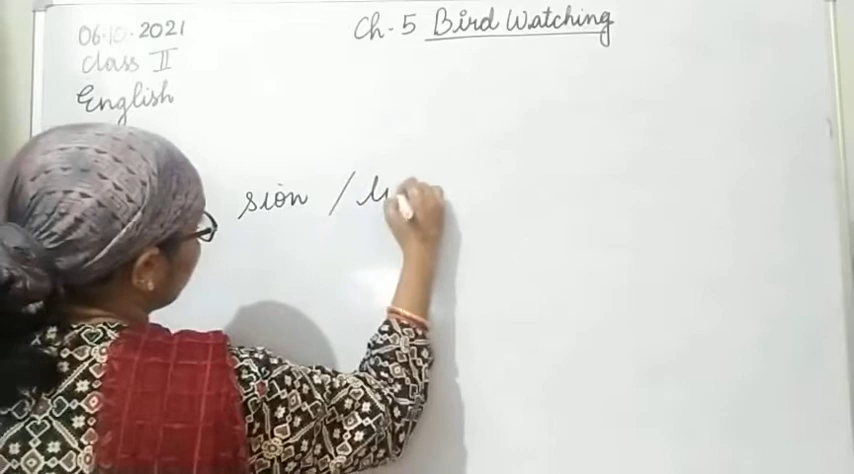 06.10.2021
Ch-5 Bird Watching
Class II
English
sion /